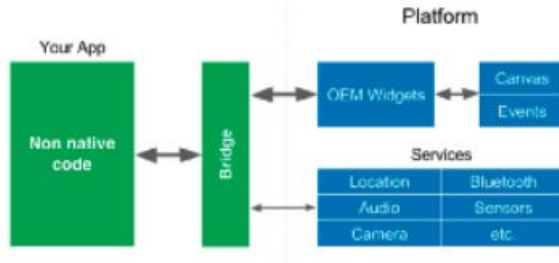 Platform
Your App
Non native
code
Bridge
OEM Widgets
Canvas
Events
Services
Location
Bluetooth
Audio
Sensors
Camera
etc.